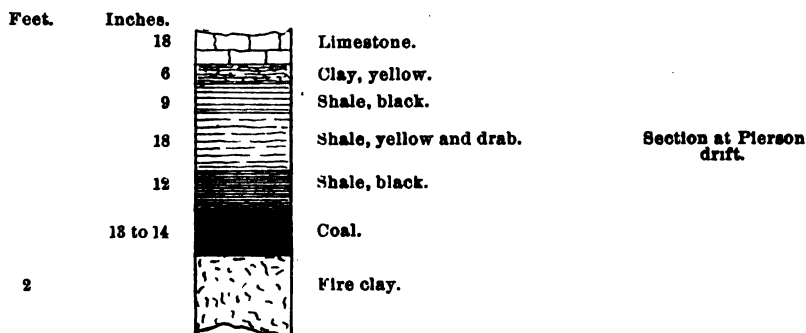 Feet. Inches.
18 Limestone.
6 Clay, yellow.
9 Shale, black.
18 Shale, yellow and drab.
Section at Pierson
drift.
12 Shale, black.
13 to 14 Coal.
2 Fire clay.